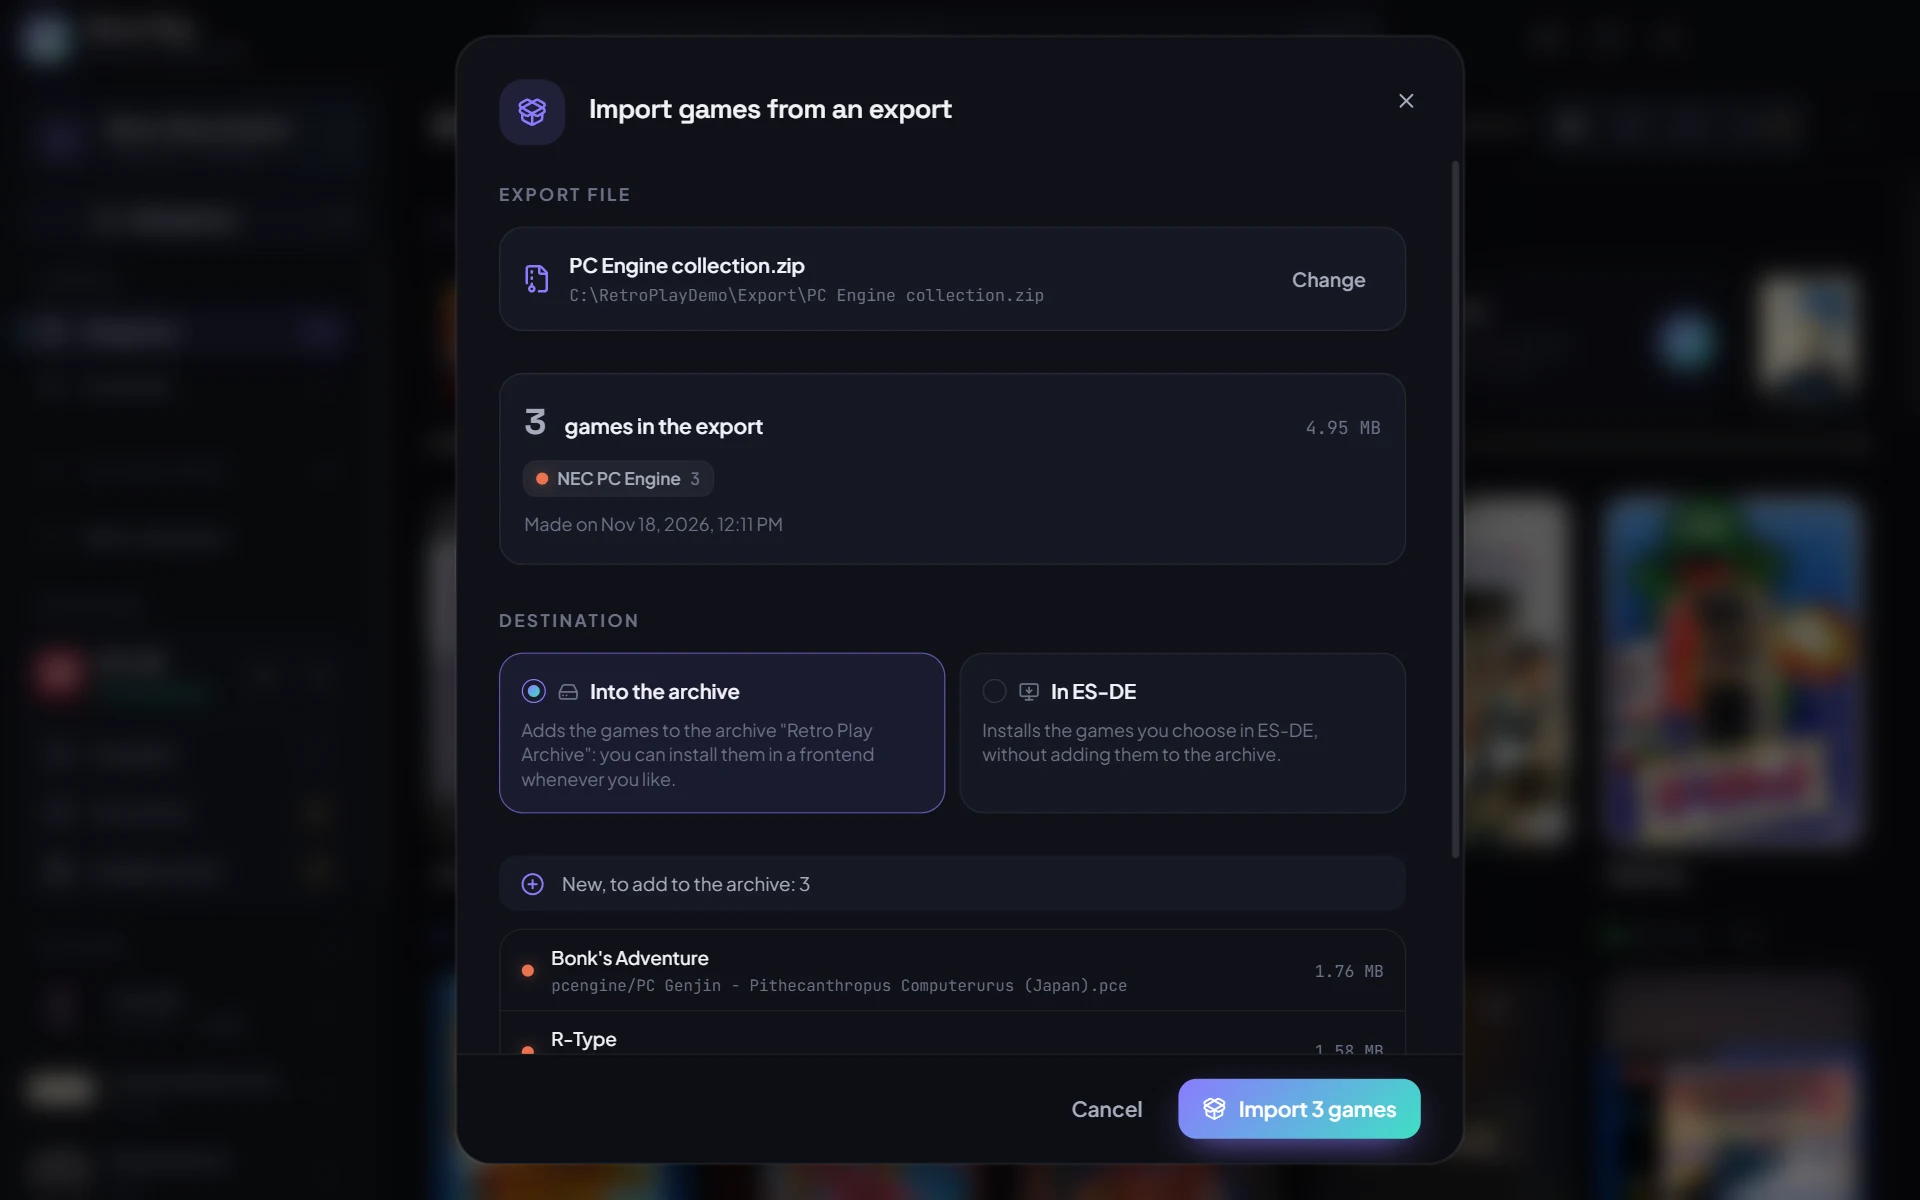 Import games from an export
EXPORT FILE
PC Engine collection.zip
C:\RetroPlayDemo\Export\PC Engine collection.zip
Change
3 games in the export
4.95 MB
NEC PC Engine 3
Made on Nov 18, 2026, 12:11 PM
DESTINATION
Into the archive
Adds the games to the archive "Retro Play
Archive": you can install them in a frontend
whenever you like.
In ES-DE
Installs the games you choose in ES-DE,
without adding them to the archive.
New, to add to the archive: 3
Bonk's Adventure
pcengine/PC Genjin - Pithecanthropus Computerurus (Japan).pce
1.76 MB
R-Type
1.58 MB
Cancel
Import 3 games